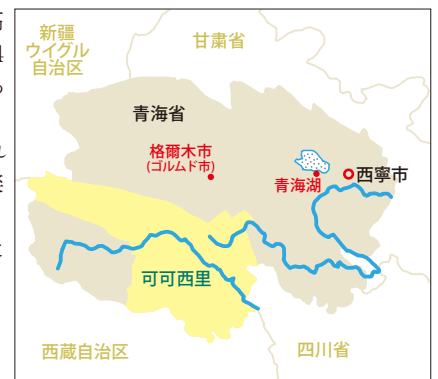 新疆
ウイグル
自治区
甘粛省
青海省
格爾木市
(ゴルムド市)
青海湖
西寧市
可可西里
西蔵自治区
四川省